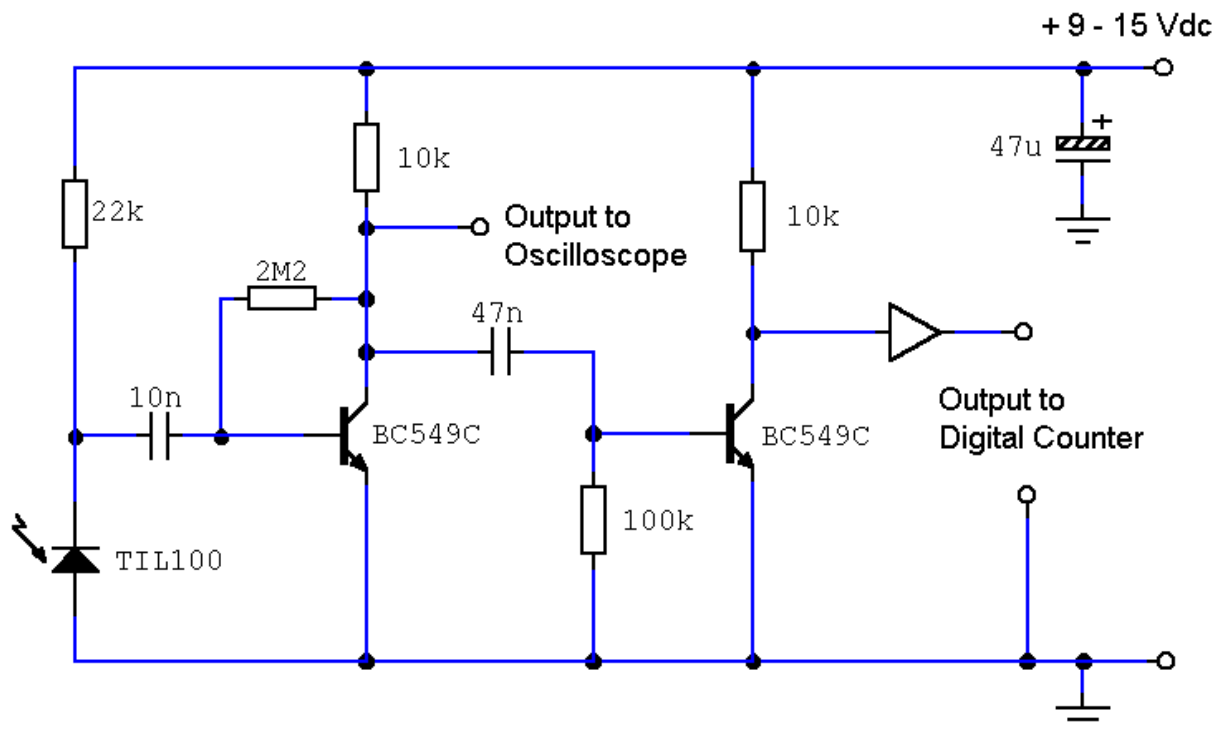 + 9 - 15 Vdc
10k
47u
+
22k
10k
Output to
Oscilloscope
2M2
47n
10n
BC549C
BC549C
Output to
Digital Counter
100k
TIL100